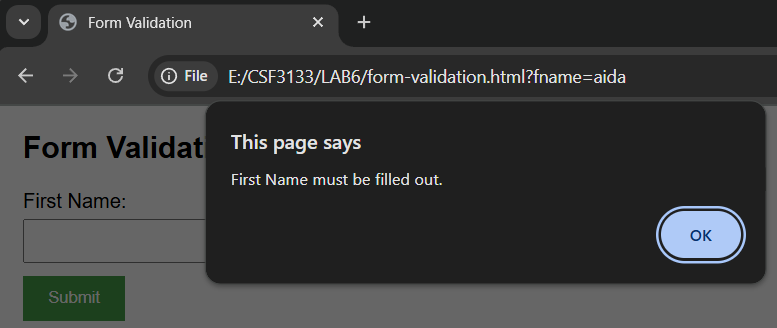 Form Validation
File E:/CSF3133/LAB6/form-validation.html?fname=aida
This page says
First Name must be filled out.
OK
Form Validati
First Name:
Submit